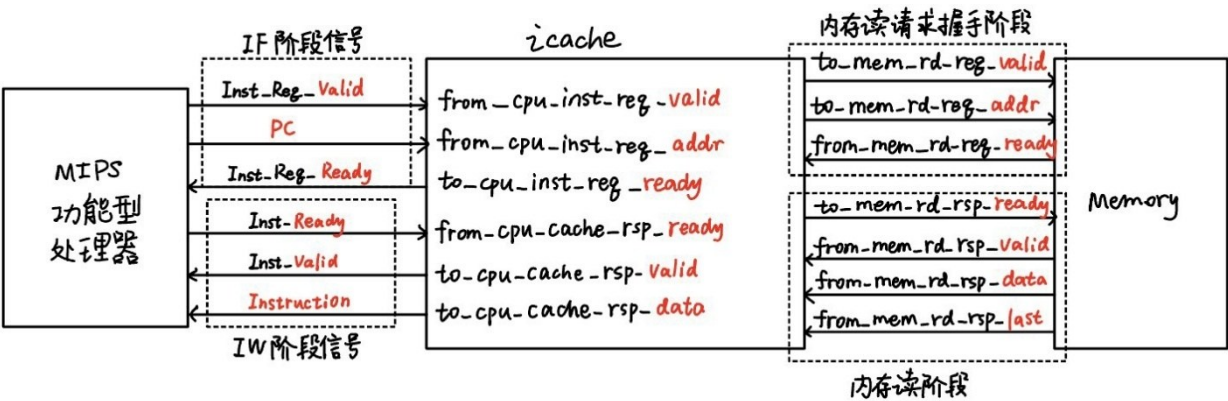 IF阶段信号
Inst_Req_Valid
PC
Inst_Req_Ready
Inst_Ready
Inst_Valid
Instruction
IW阶段信号
MIPS
功能型
处理器
icache
from_cpu_inst_req_valid
from_cpu_inst_req_addr
to_cpu_inst_req_ready
from_cpu_cache_rsp_ready
to_cpu_cache_rsp_valid
to_cpu_cache_rsp_data
内存读请求握手阶段
to_mem_rd_req_valid
to_mem_rd_req_addr
from_mem_rd_req_ready
to_mem_rd_rsp_ready
from_mem_rd_rsp_valid
from_mem_rd_rsp_data
from_mem_rd_rsp_last
内存读阶段
Memory